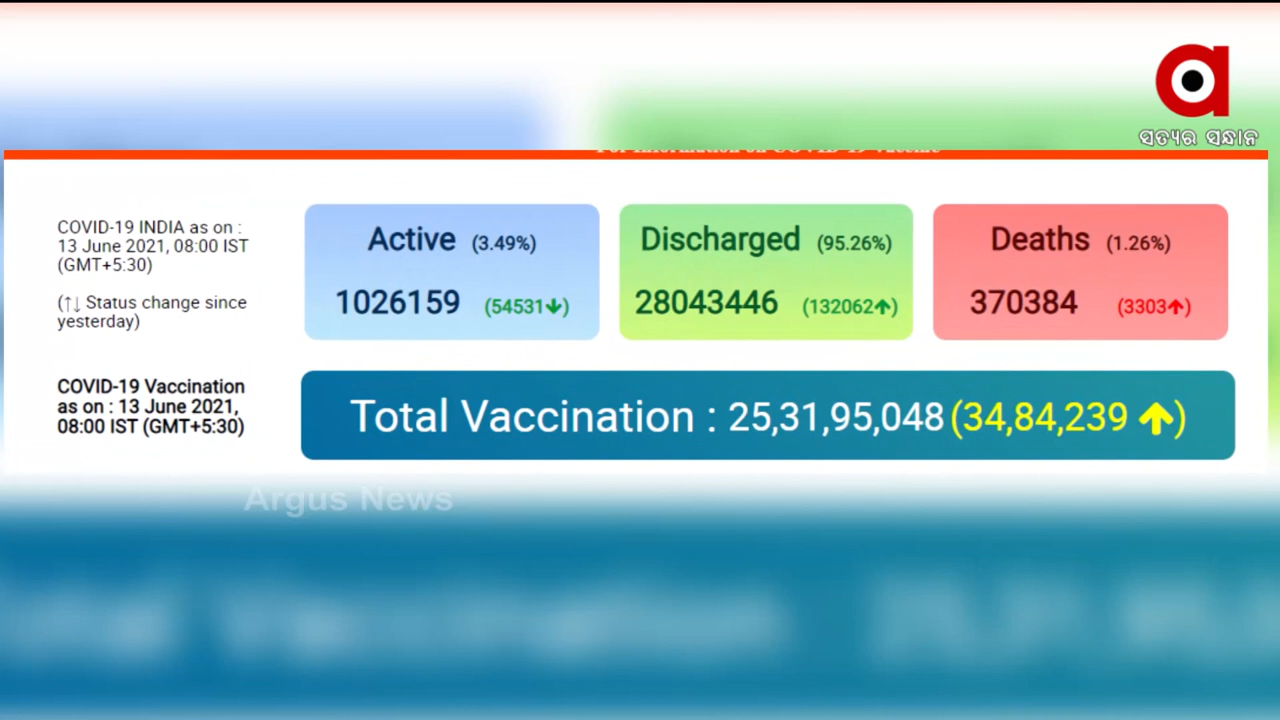 ସତ୍ୟର ସନ୍ଧାନ
COVID-19 INDIA as on :
13 June 2021, 08:00 IST
(GMT+5:30)
(↑↓ Status change since
yesterday)
Active (3.49%)
1026159 (54531↓)
Discharged (95.26%)
28043446 (132062↑)
Deaths (1.26%)
370384 (3303↑)
COVID-19 Vaccination
as on : 13 June 2021,
08:00 IST (GMT+5:30)
Total Vaccination : 25,31,95,048 (34,84,239 ↑)
Argus News